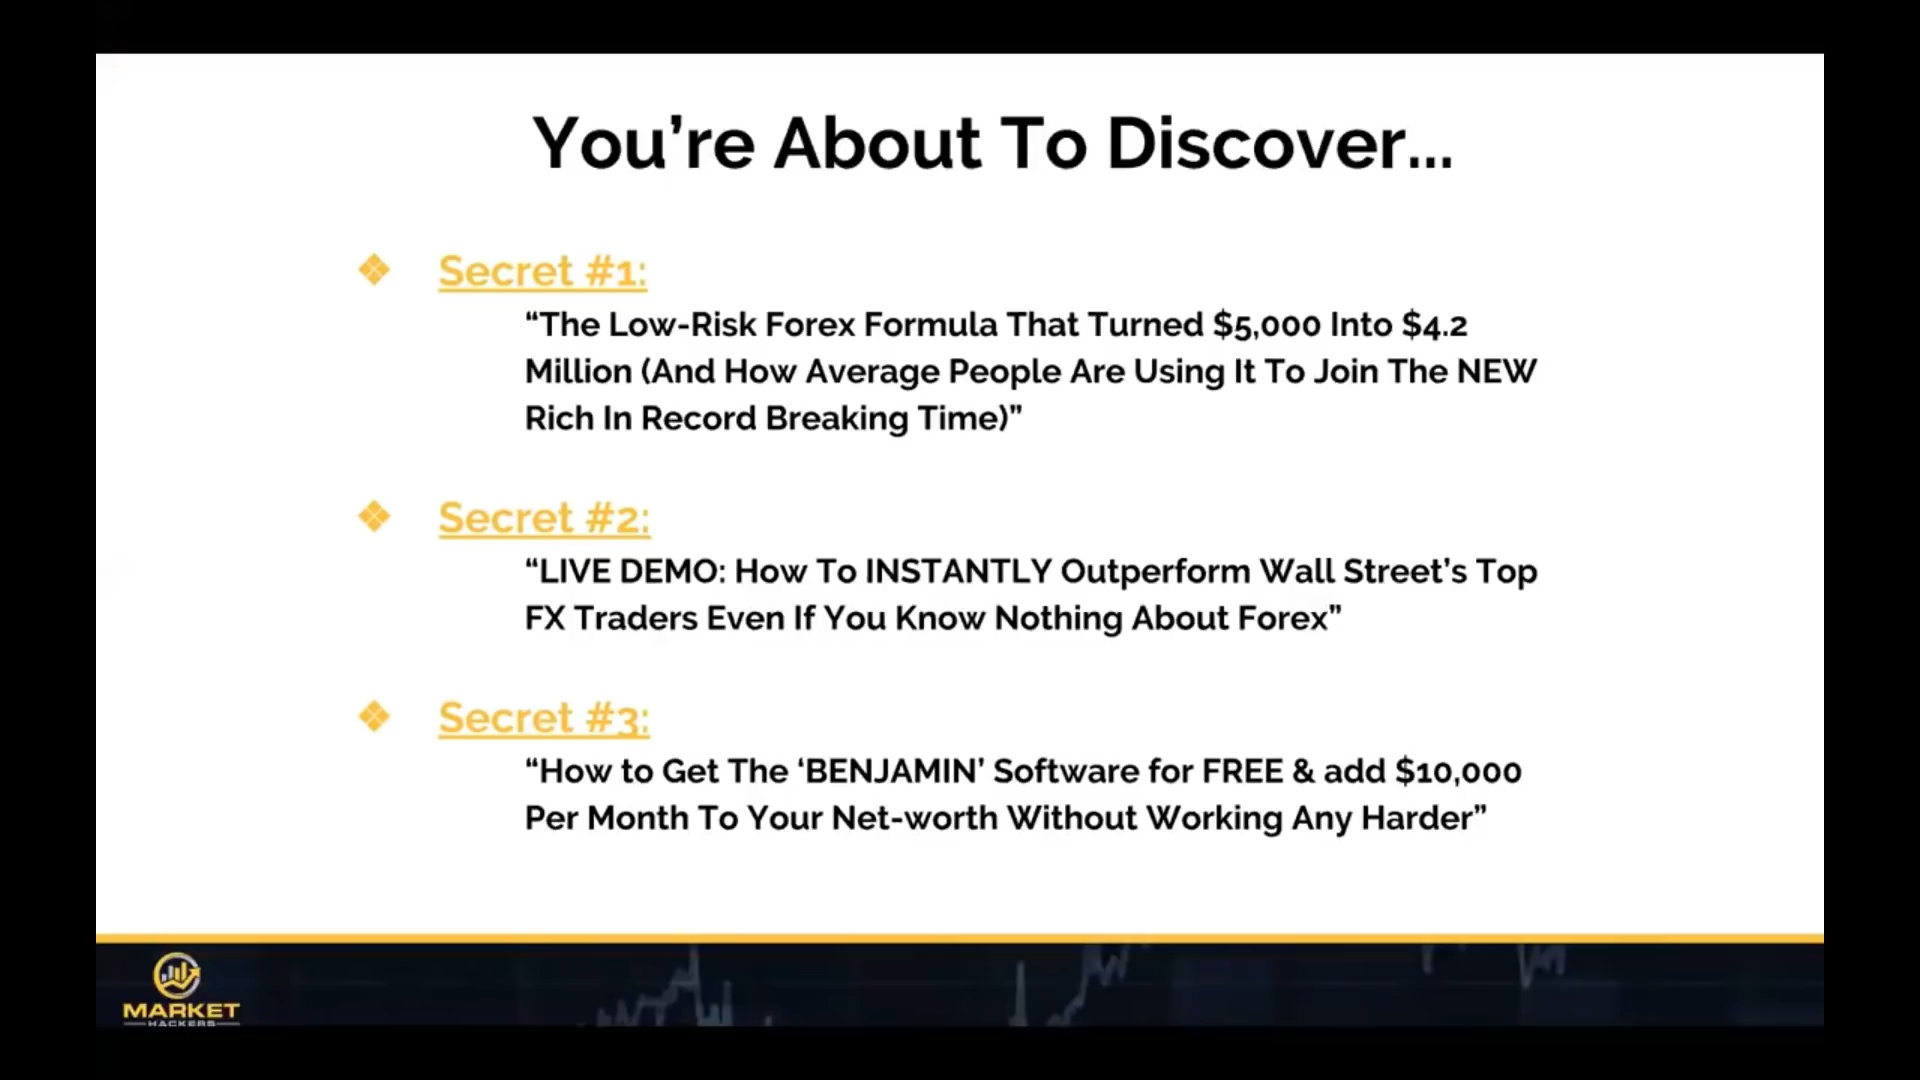 You’re About To Discover...
Secret #1:
“The Low-Risk Forex Formula That Turned $5,000 Into $4.2
Million (And How Average People Are Using It To Join The NEW
Rich In Record Breaking Time)”
Secret #2:
“LIVE DEMO: How To INSTANTLY Outperform Wall Street’s Top
FX Traders Even If You Know Nothing About Forex”
Secret #3:
“How to Get The ‘BENJAMIN’ Software for FREE & add $10,000
Per Month To Your Net-worth Without Working Any Harder”
MARKET
HACKERS